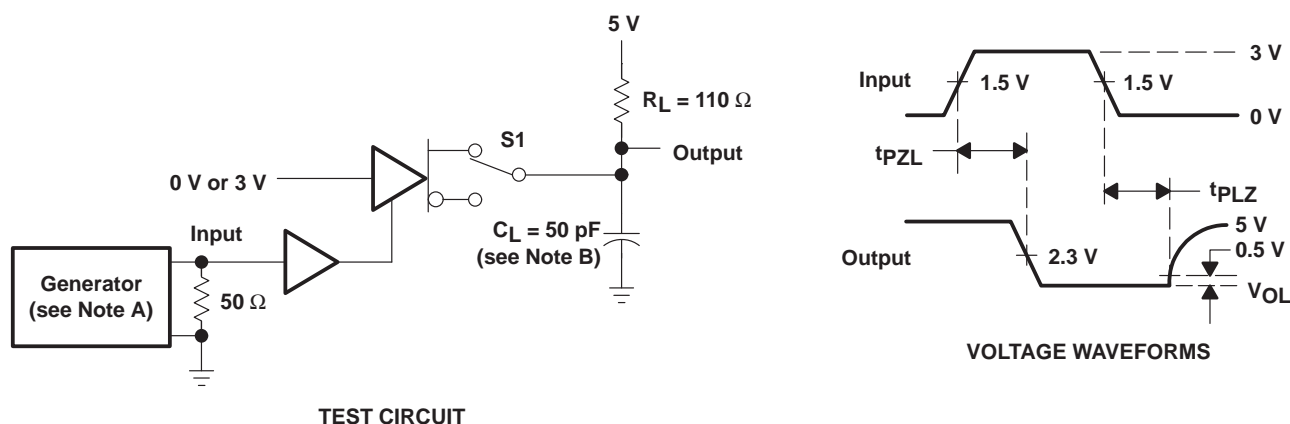 5 V
RL = 110 Ω
S1
Output
0 V or 3 V
CL = 50 pF
(see Note B)
Input
Generator
(see Note A)
50 Ω
TEST CIRCUIT
3 V
Input
1.5 V
1.5 V
0 V
tPZL
tPLZ
5 V
0.5 V
Output
2.3 V
VOL
VOLTAGE WAVEFORMS